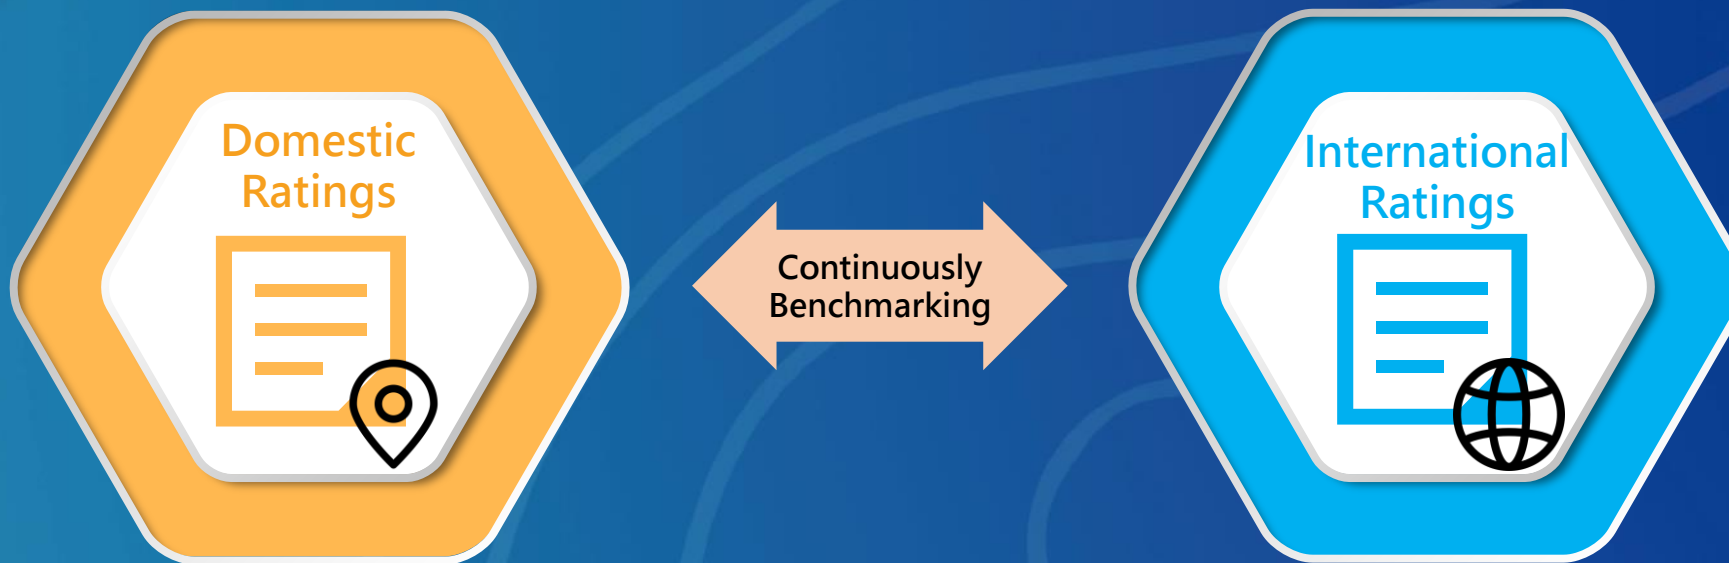 Domestic
Ratings
Continuously
Benchmarking
International
Ratings